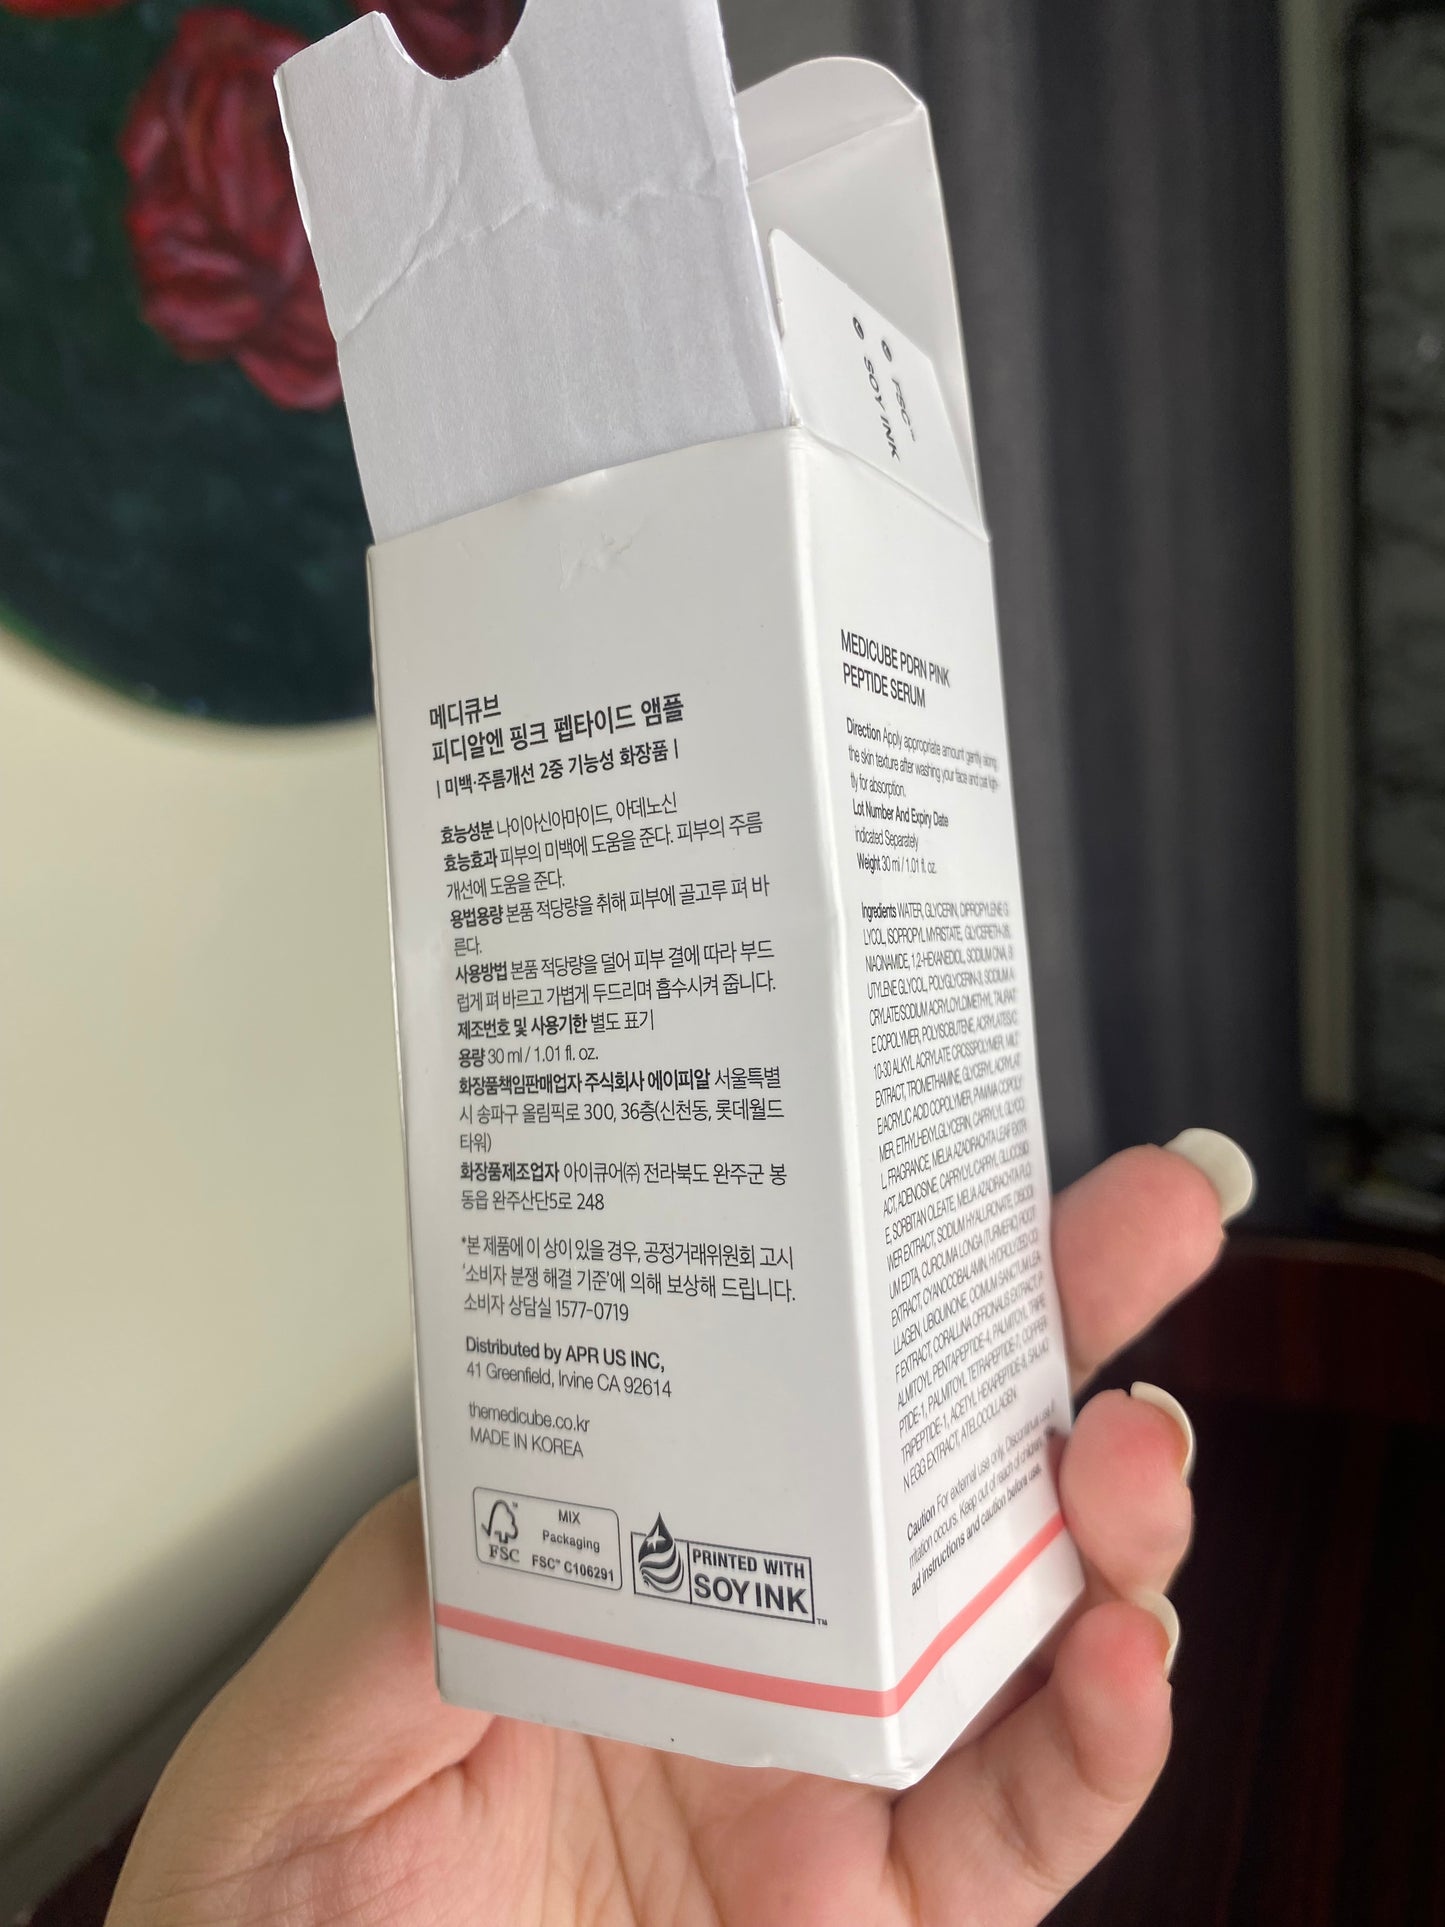 FSC™
SOY INK
메디큐브
피디알엔 핑크 펩타이드 앰플
| 미백·주름개선 2중 기능성 화장품 |
효능성분 나이아신아마이드, 아데노신
효능효과 피부의 미백에 도움을 준다. 피부의 주름
개선에 도움을 준다.
용법용량 본품 적당량을 취해 피부에 골고루 펴 바
른다.
사용방법 본품 적당량을 덜어 피부 결에 따라 부드
럽게 펴 바르고 가볍게 두드리며 흡수시켜 줍니다.
제조번호 및 사용기한 별도 표기
용량 30 ml / 1.01 fl. oz.
화장품책임판매업자 주식회사 에이피알 서울특별
시 송파구 올림픽로 300, 36층(신천동, 롯데월드
타워)
화장품제조업자 아이큐어㈜ 전라북도 완주군 봉
동읍 완주산단5로 248
*본 제품에 이 상이 있을 경우, 공정거래위원회 고시
'소비자 분쟁 해결 기준'에 의해 보상해 드립니다.
소비자 상담실 1577-0719
Distributed by APR US INC,
41 Greenfield, Irvine CA 92614
themedicube.co.kr
MADE IN KOREA
FSC
MIX
Packaging
FSC™ C106291
PRINTED WITH
SOY INK™
MEDICUBE PDRN PINK
PEPTIDE SERUM
Direction Apply appropriate amount gently along
the skin texture after washing your face and pat ligh-
tly for absorption.
Lot Number And Expiry Date
indicated Separately
Weight 30 ml / 1.01 fl. oz.
Ingredients WATER, GLYCERIN, DIPROPYLENE G
LYCOL, ISOPROPYL MYRISTATE, GLYCERETH-26,
NIACINAMIDE, 1,2-HEXANEDIOL, SODIUM DNA, B
UTYLENE GLYCOL, POLYGLYCERIN-3, SODIUM A
CRYLATE/SODIUM ACRYLOYLDIMETHYL TAURAT
E COPOLYMER, POLYISOBUTENE, ACRYLATES/C
10-30 ALKYL ACRYLATE CROSSPOLYMER, MILK
EXTRACT, TROMETHAMINE, GLYCERYL ACRYLAT
E/ACRYLIC ACID COPOLYMER, PVM/MA COPOLY
MER, ETHYLHEXYLGLYCERIN, CAPRYLYL GLYCO
L, FRAGRANCE, MELIA AZADIRACHTA LEAF EXTR
ACT, ADENOSINE, CAPRYLYL/CAPRYL GLUCOSID
E, SORBITAN OLEATE, MELIA AZADIRACHTA FLO
WER EXTRACT, SODIUM HYALURONATE, DISODI
UM EDTA, CURCUMA LONGA (TURMERIC) ROOT
EXTRACT, CYANOCOBALAMIN, HYDROLYZED CO
LLAGEN, UBIQUINONE, OCIMUM SANCTUM LEA
F EXTRACT, CORALLINA OFFICINALIS EXTRACT, P
ALMITOYL PENTAPEPTIDE-4, PALMITOYL TRIPE
PTIDE-1, PALMITOYL TETRAPEPTIDE-7, COPPER
TRIPEPTIDE-1, ACETYL HEXAPEPTIDE-8, SALMO
N EGG EXTRACT, ATELOCOLLAGEN.
Caution For external use only. Discontinue use if
irritation occurs. Keep out of reach of children.
ad instructions and caution before use.